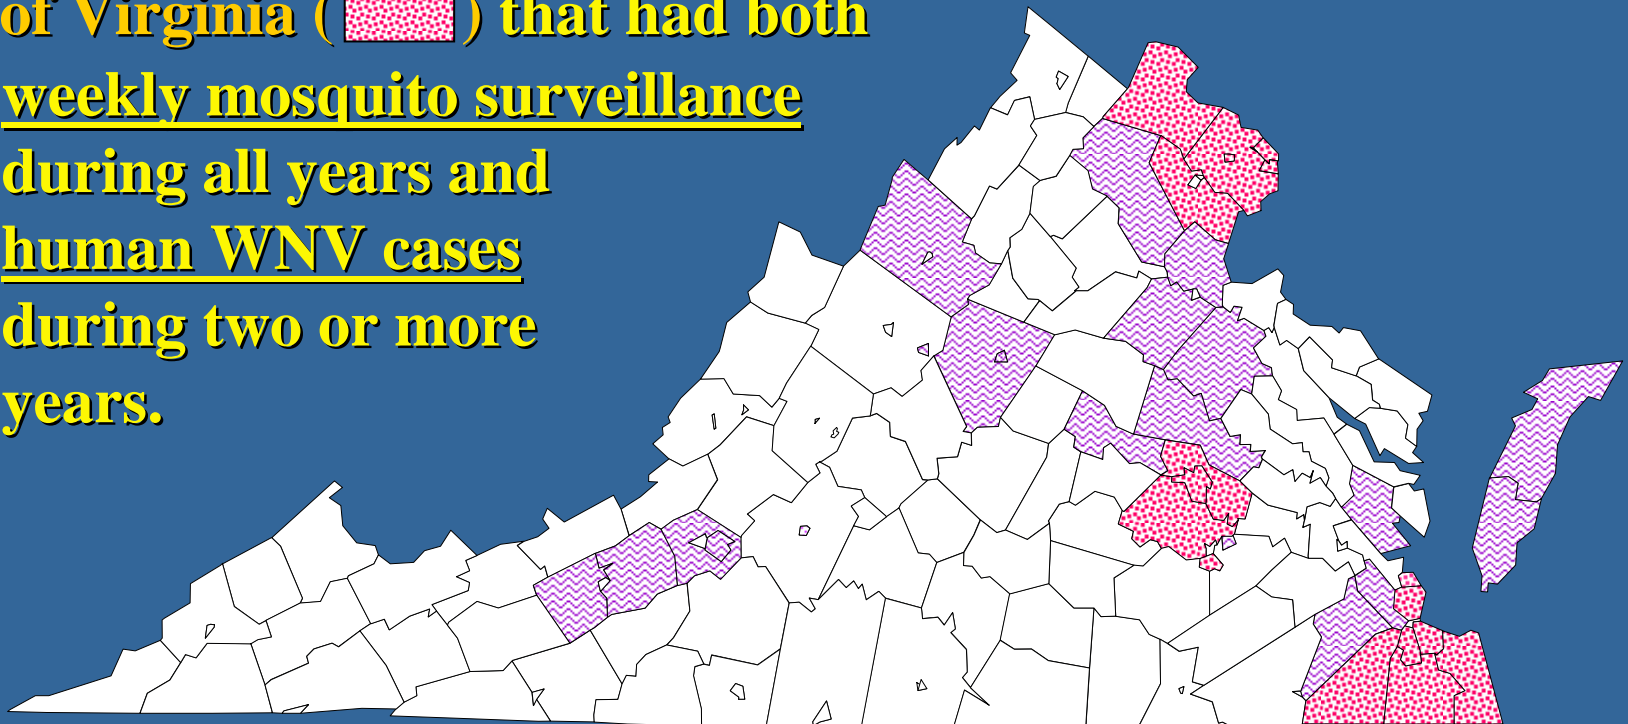 of Virginia ( ) that had both
weekly mosquito surveillance
during all years and
human WNV cases
during two or more
years.